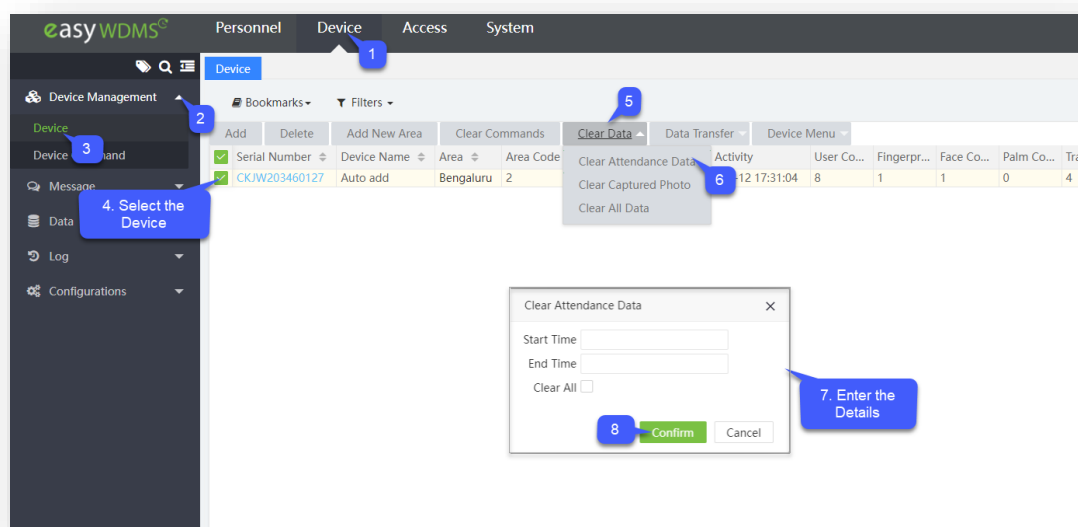 easy WDMS
Personnel Device Access System
1
Device
Device Management
2
Bookmarks Filters
5
Device
3
Add Delete Add New Area Clear Commands Clear Data Data Transfer Device Menu
Serial Number Device Name Area Area Code Activity User Co... Fingerpr... Face Co... Palm Co... Tra
CKJW203460127 Auto add Bengaluru 2 -12 17:31:04 8 1 1 0 4
Clear Attendance Data
6
Clear Captured Photo
Clear All Data
Message
4. Select the
Device
Data
Log
Configurations
Clear Attendance Data
Start Time
End Time
Clear All
7. Enter the
Details
8
Confirm Cancel